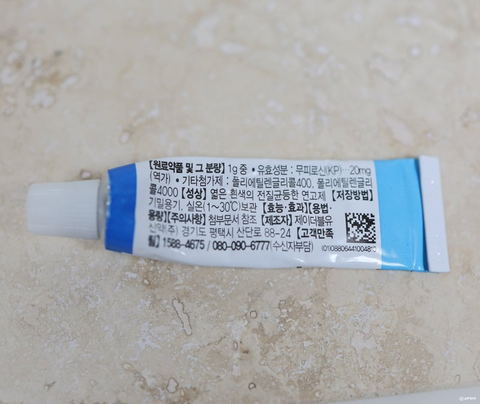 [원료약품 및 그 분량] 1g 중 • 유효성분 : 무피로신(KP)…20mg
(역가) • 기타첨가제 : 폴리에틸렌글리콜400, 폴리에틸렌글리
콜4000 [성상] 엷은 흰색의 전질균등한 연고제 [저장방법]
기밀용기, 실온(1~30℃)보관 [효능·효과][용법·
용량][주의사항] 첨부문서 참조 [제조자] 제이더블유
신약(주) 경기도 평택시 산단로 88-24 [고객만족
팀] 1588-4675 / 080-090-6777(수신자부담)